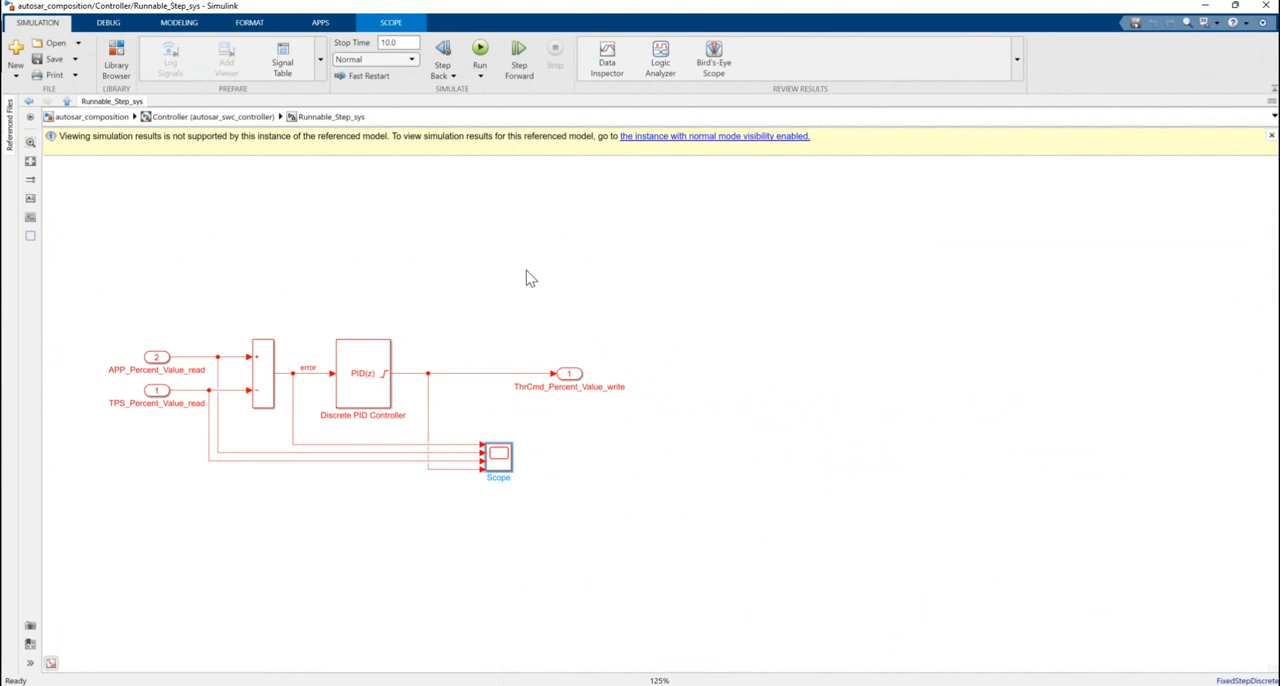 autosar_composition/Controller/Runnable_Step_sys - Simulink
SIMULATION DEBUG MODELING FORMAT APPS SCOPE
New
Open
Save
Print
FILE
Library Browser
LIBRARY
Log Signals
Add Viewer
Signal Table
PREPARE
Stop Time 10.0
Normal
Fast Restart
Step Back
Run
Step Forward
Stop
SIMULATE
Data Inspector
Logic Analyzer
Bird's-Eye Scope
REVIEW RESULTS
Referenced Files
Runnable_Step_sys
autosar_composition Controller (autosar_swc_controller) Runnable_Step_sys
Viewing simulation results is not supported by this instance of the referenced model. To view simulation results for this referenced model, go to the instance with normal mode visibility enabled.
2
APP_Percent_Value_read
1
TPS_Percent_Value_read
+
−
error
PID(z)
Discrete PID Controller
1
ThrCmd_Percent_Value_write
Scope
Ready 125% FixedStepDiscrete